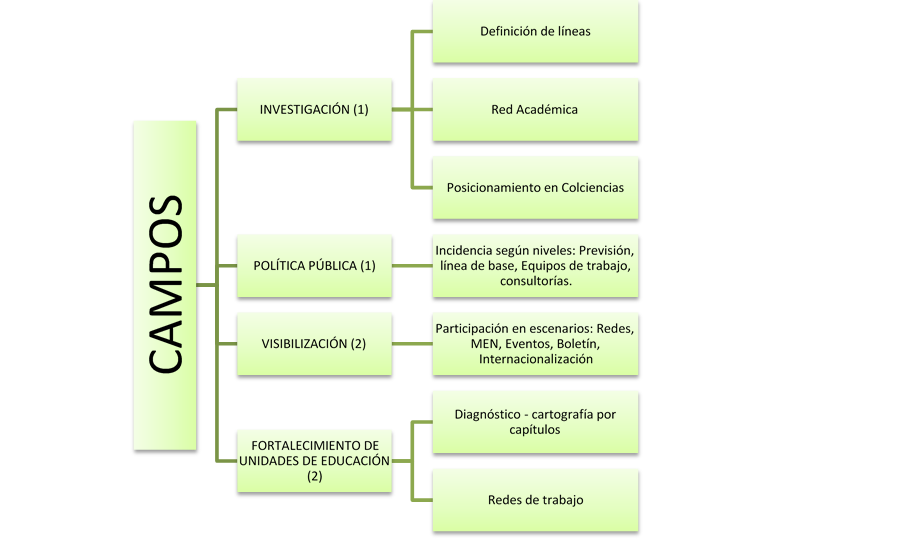 CAMPOS
INVESTIGACIÓN (1)
Definición de líneas
Red Académica
Posicionamiento en Colciencias
POLÍTICA PÚBLICA (1)
Incidencia según niveles: Previsión,
línea de base, Equipos de trabajo,
consultorías.
VISIBILIZACIÓN (2)
Participación en escenarios: Redes,
MEN, Eventos, Boletín,
Internacionalización
FORTALECIMIENTO DE
UNIDADES DE EDUCACIÓN
(2)
Diagnóstico - cartografía por
capítulos
Redes de trabajo